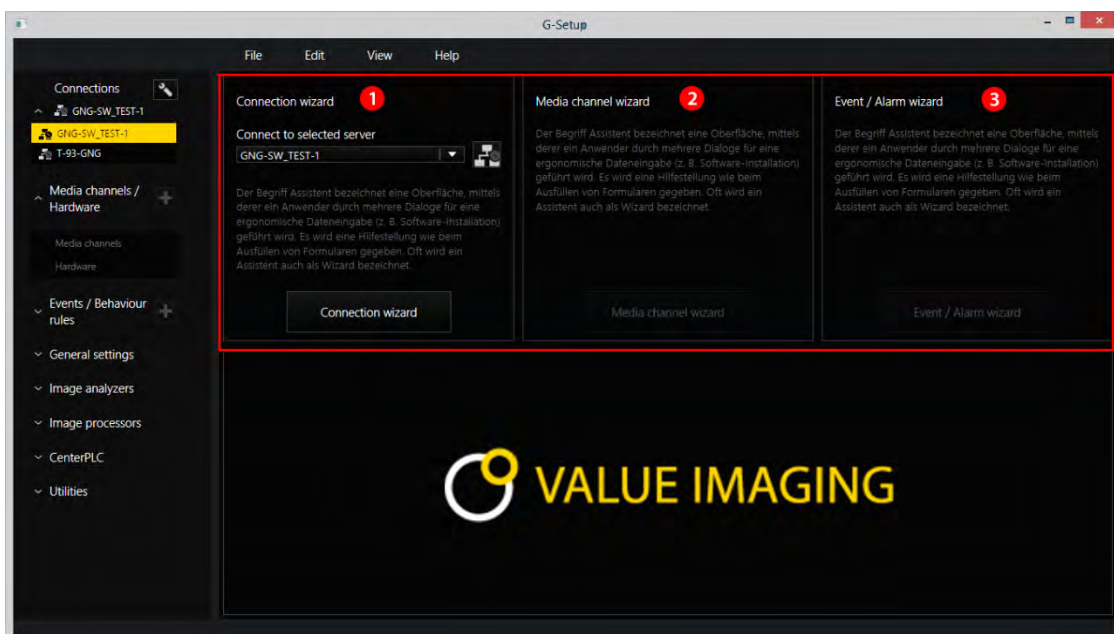 G-Setup
File Edit View Help
Connections
GNG-SW_TEST-1
GNG-SW_TEST-1
T-93-GNG
Media channels /
Hardware
Media channels
Hardware
Events / Behaviour
rules
General settings
Image analyzers
Image processors
CenterPLC
Utilities
Connection wizard 1
Connect to selected server
GNG-SW_TEST-1
Der Begriff Assistent bezeichnet eine Oberfläche, mittels
derer ein Anwender durch mehrere Dialoge für eine
ergonomische Dateneingabe (z. B. Software-Installation)
geführt wird. Es wird eine Hilfestellung wie beim
Ausfüllen von Formularen gegeben. Oft wird ein
Assistent auch als Wizard bezeichnet.
Connection wizard
Media channel wizard 2
Der Begriff Assistent bezeichnet eine Oberfläche, mittels
derer ein Anwender durch mehrere Dialoge für eine
ergonomische Dateneingabe (z. B. Software-Installation)
geführt wird. Es wird eine Hilfestellung wie beim
Ausfüllen von Formularen gegeben. Oft wird ein
Assistent auch als Wizard bezeichnet.
Media channel wizard
Event / Alarm wizard 3
Der Begriff Assistent bezeichnet eine Oberfläche, mittels
derer ein Anwender durch mehrere Dialoge für eine
ergonomische Dateneingabe (z. B. Software-Installation)
geführt wird. Es wird eine Hilfestellung wie beim
Ausfüllen von Formularen gegeben. Oft wird ein
Assistent auch als Wizard bezeichnet.
Event / Alarm wizard
VALUE IMAGING